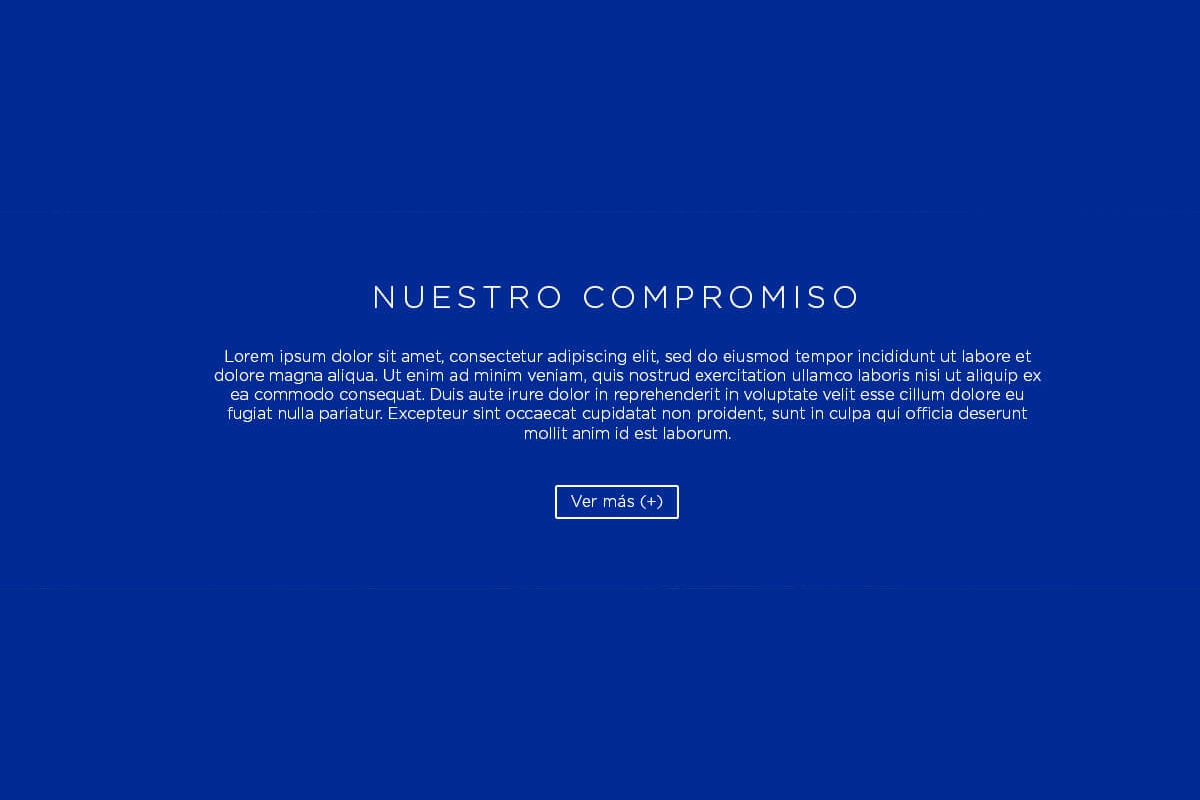 NUESTRO COMPROMISO
Lorem ipsum dolor sit amet, consectetur adipiscing elit, sed do eiusmod tempor incididunt ut labore et
dolore magna aliqua. Ut enim ad minim veniam, quis nostrud exercitation ullamco laboris nisi ut aliquip ex
ea commodo consequat. Duis aute irure dolor in reprehenderit in voluptate velit esse cillum dolore eu
fugiat nulla pariatur. Excepteur sint occaecat cupidatat non proident, sunt in culpa qui officia deserunt
mollit anim id est laborum.
Ver más (+)